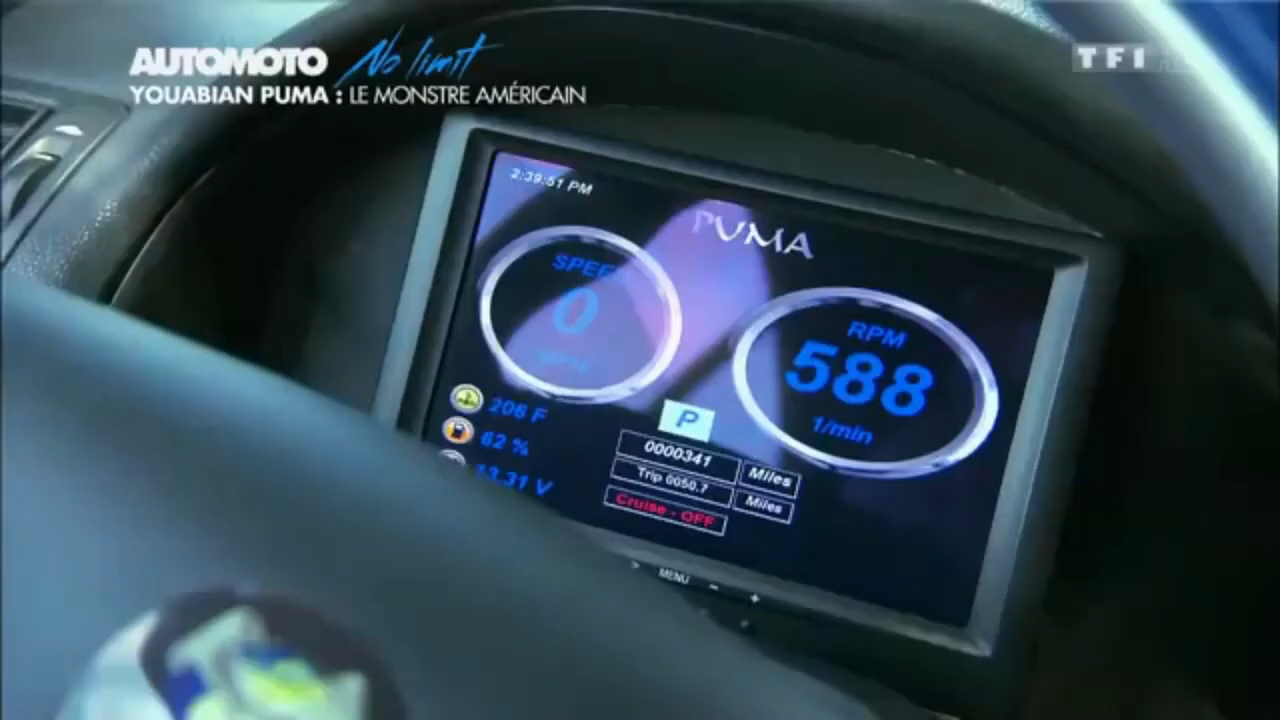 AUTOMOTO No limit
TF1
YOUABIAN PUMA : LE MONSTRE AMÉRICAIN
2:39:51 PM
PUMA
SPEE
0
RPM
588
1/min
206 F
62 %
13.31 V
P
0000341 Miles
Trip 0050.7 Miles
Cruise - OFF
> MENU - +